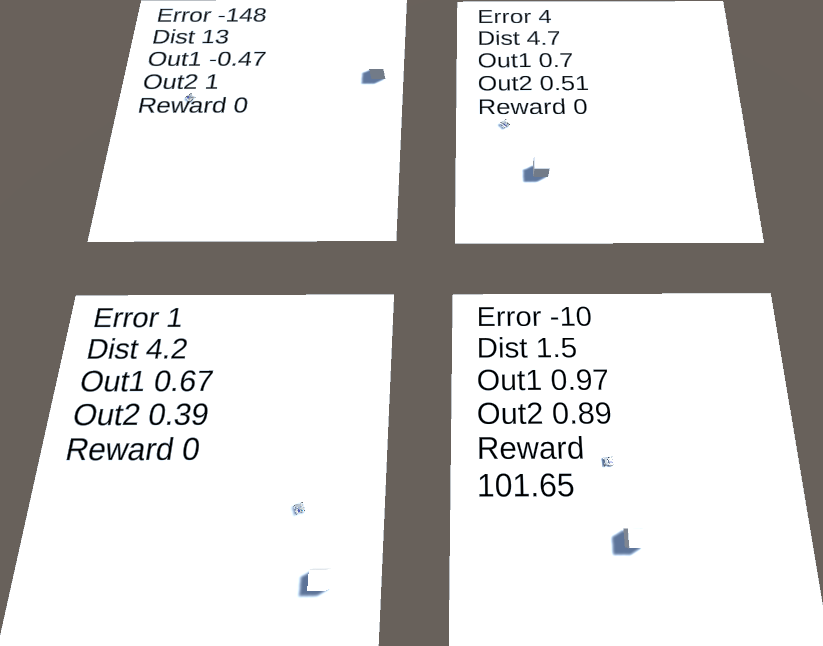 Error -148
Dist 13
Out1 -0.47
Out2 1
Reward 0
Error 4
Dist 4.7
Out1 0.7
Out2 0.51
Reward 0
Error 1
Dist 4.2
Out1 0.67
Out2 0.39
Reward 0
Error -10
Dist 1.5
Out1 0.97
Out2 0.89
Reward
101.65